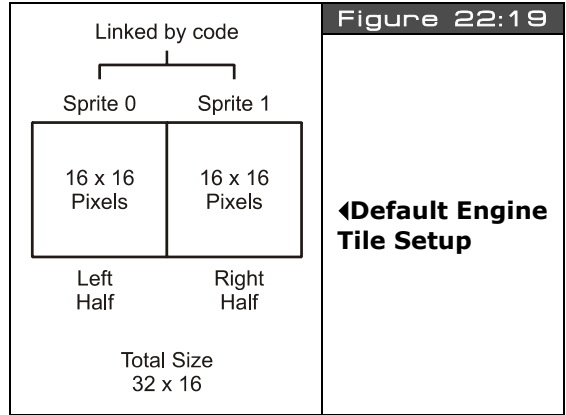 Figure 22:19
Linked by code
Sprite 0 Sprite 1
16 x 16 16 x 16
Pixels Pixels
Left Right
Half Half
Total Size
32 x 16
Default Engine
Tile Setup